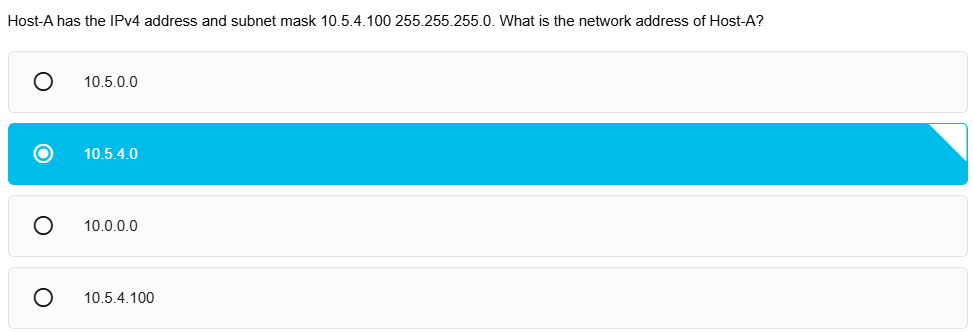 Host-A has the IPv4 address and subnet mask 10.5.4.100 255.255.255.0. What is the network address of Host-A?
10.5.0.0
10.5.4.0
10.0.0.0
10.5.4.100